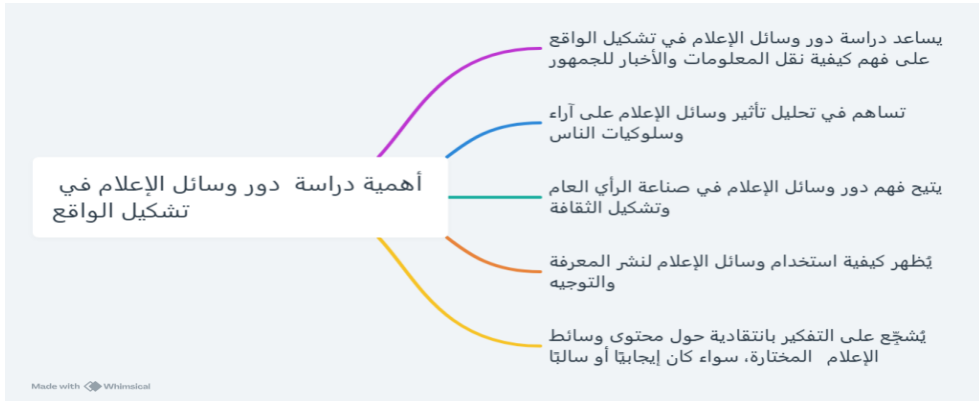 أهمية دراسة دور وسائل الإعلام في
تشكيل الواقع
يساعد دراسة دور وسائل الإعلام في تشكيل الواقع
على فهم كيفية نقل المعلومات والأخبار للجمهور
تساهم في تحليل تأثير وسائل الإعلام على آراء
وسلوكيات الناس
يتيح فهم دور وسائل الإعلام في صناعة الرأي العام
وتشكيل الثقافة
يُظهر كيفية استخدام وسائل الإعلام لنشر المعرفة
والتوجيه
يُشجّع على التفكير بانتقادية حول محتوى وسائط
الإعلام المختارة، سواء كان إيجابيًا أو سالبًا
Made with Whimsical